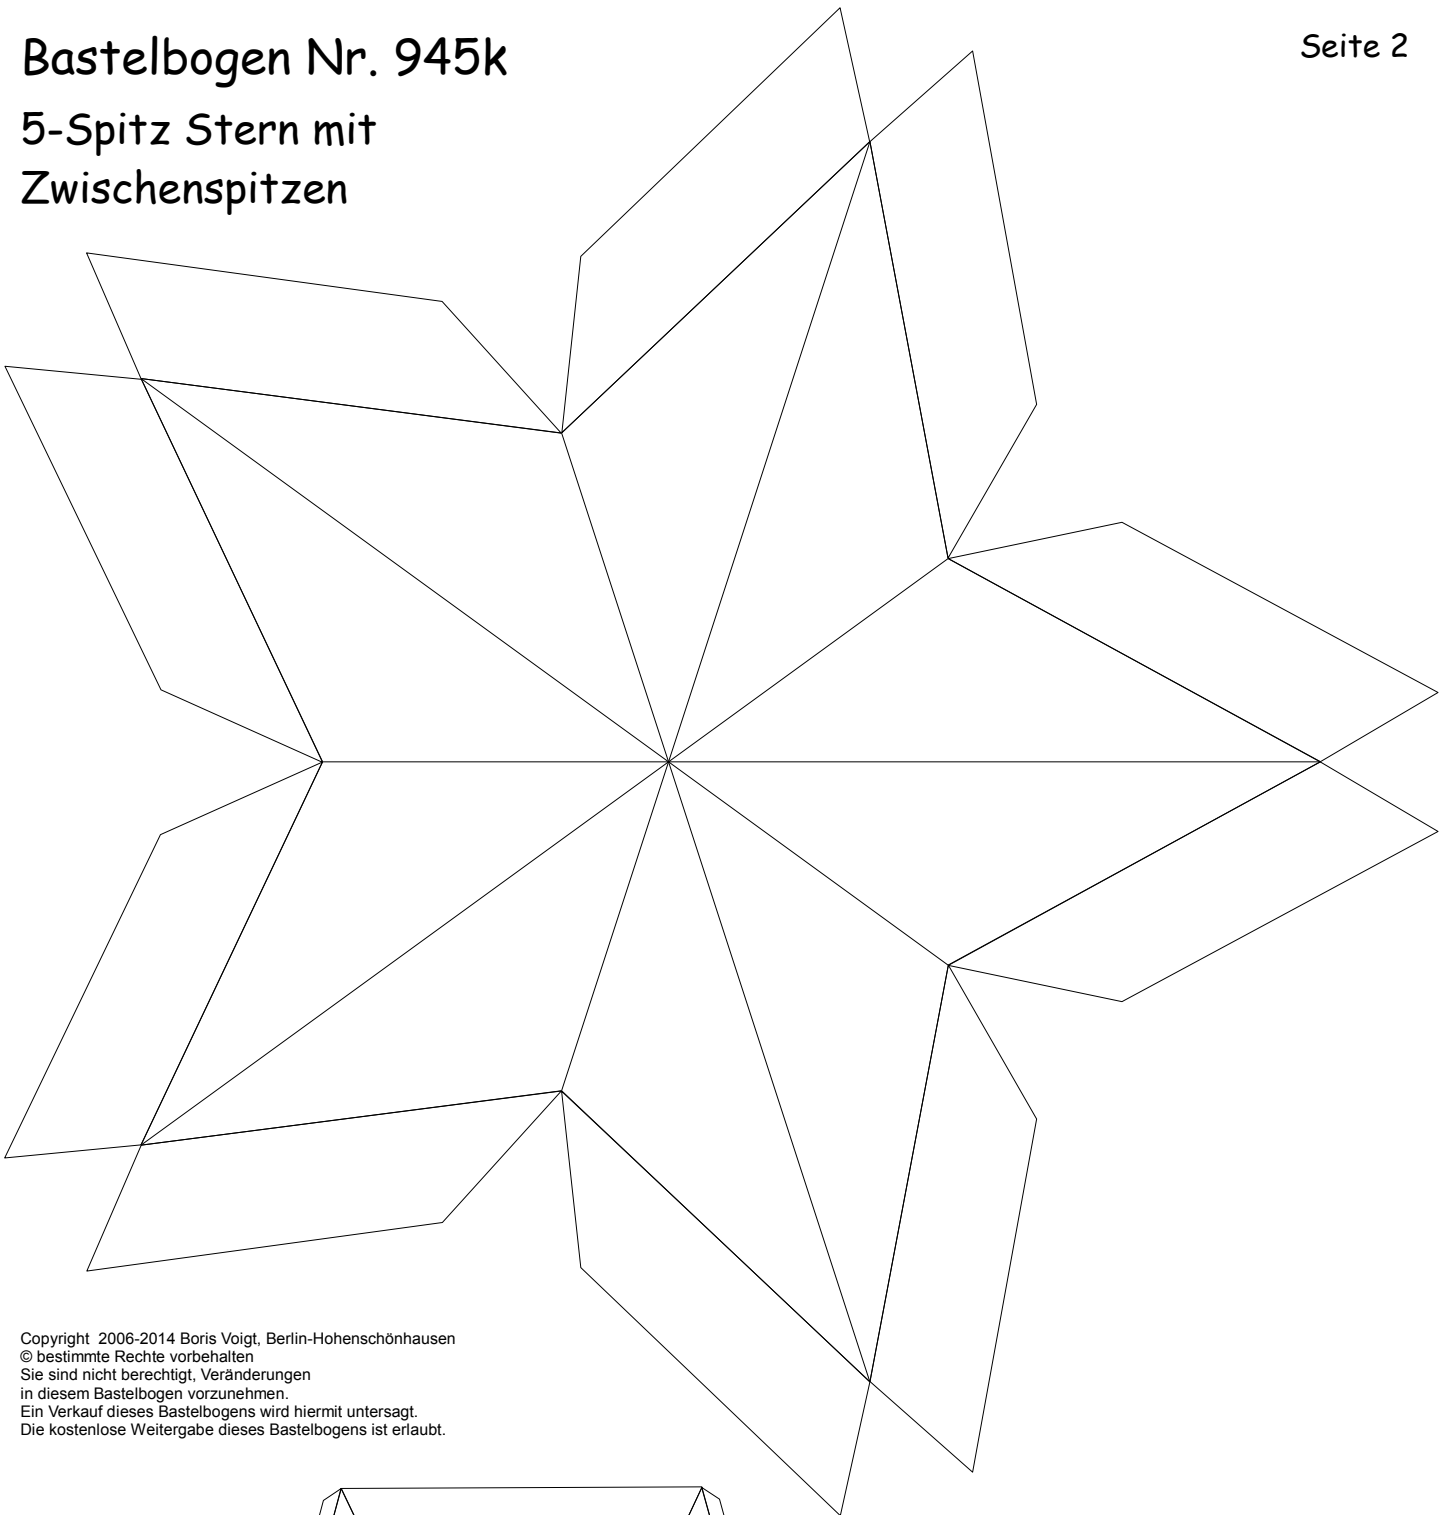 Bastelbogen Nr. 945k
Seite 2
5-Spitz Stern mit
Zwischenspitzen
Copyright  2006-2014 Boris Voigt, Berlin-Hohenschönhausen
© bestimmte Rechte vorbehalten
Sie sind nicht berechtigt, Veränderungen
in diesem Bastelbogen vorzunehmen.
Ein Verkauf dieses Bastelbogens wird hiermit untersagt.
Die kostenlose Weitergabe dieses Bastelbogens ist erlaubt.